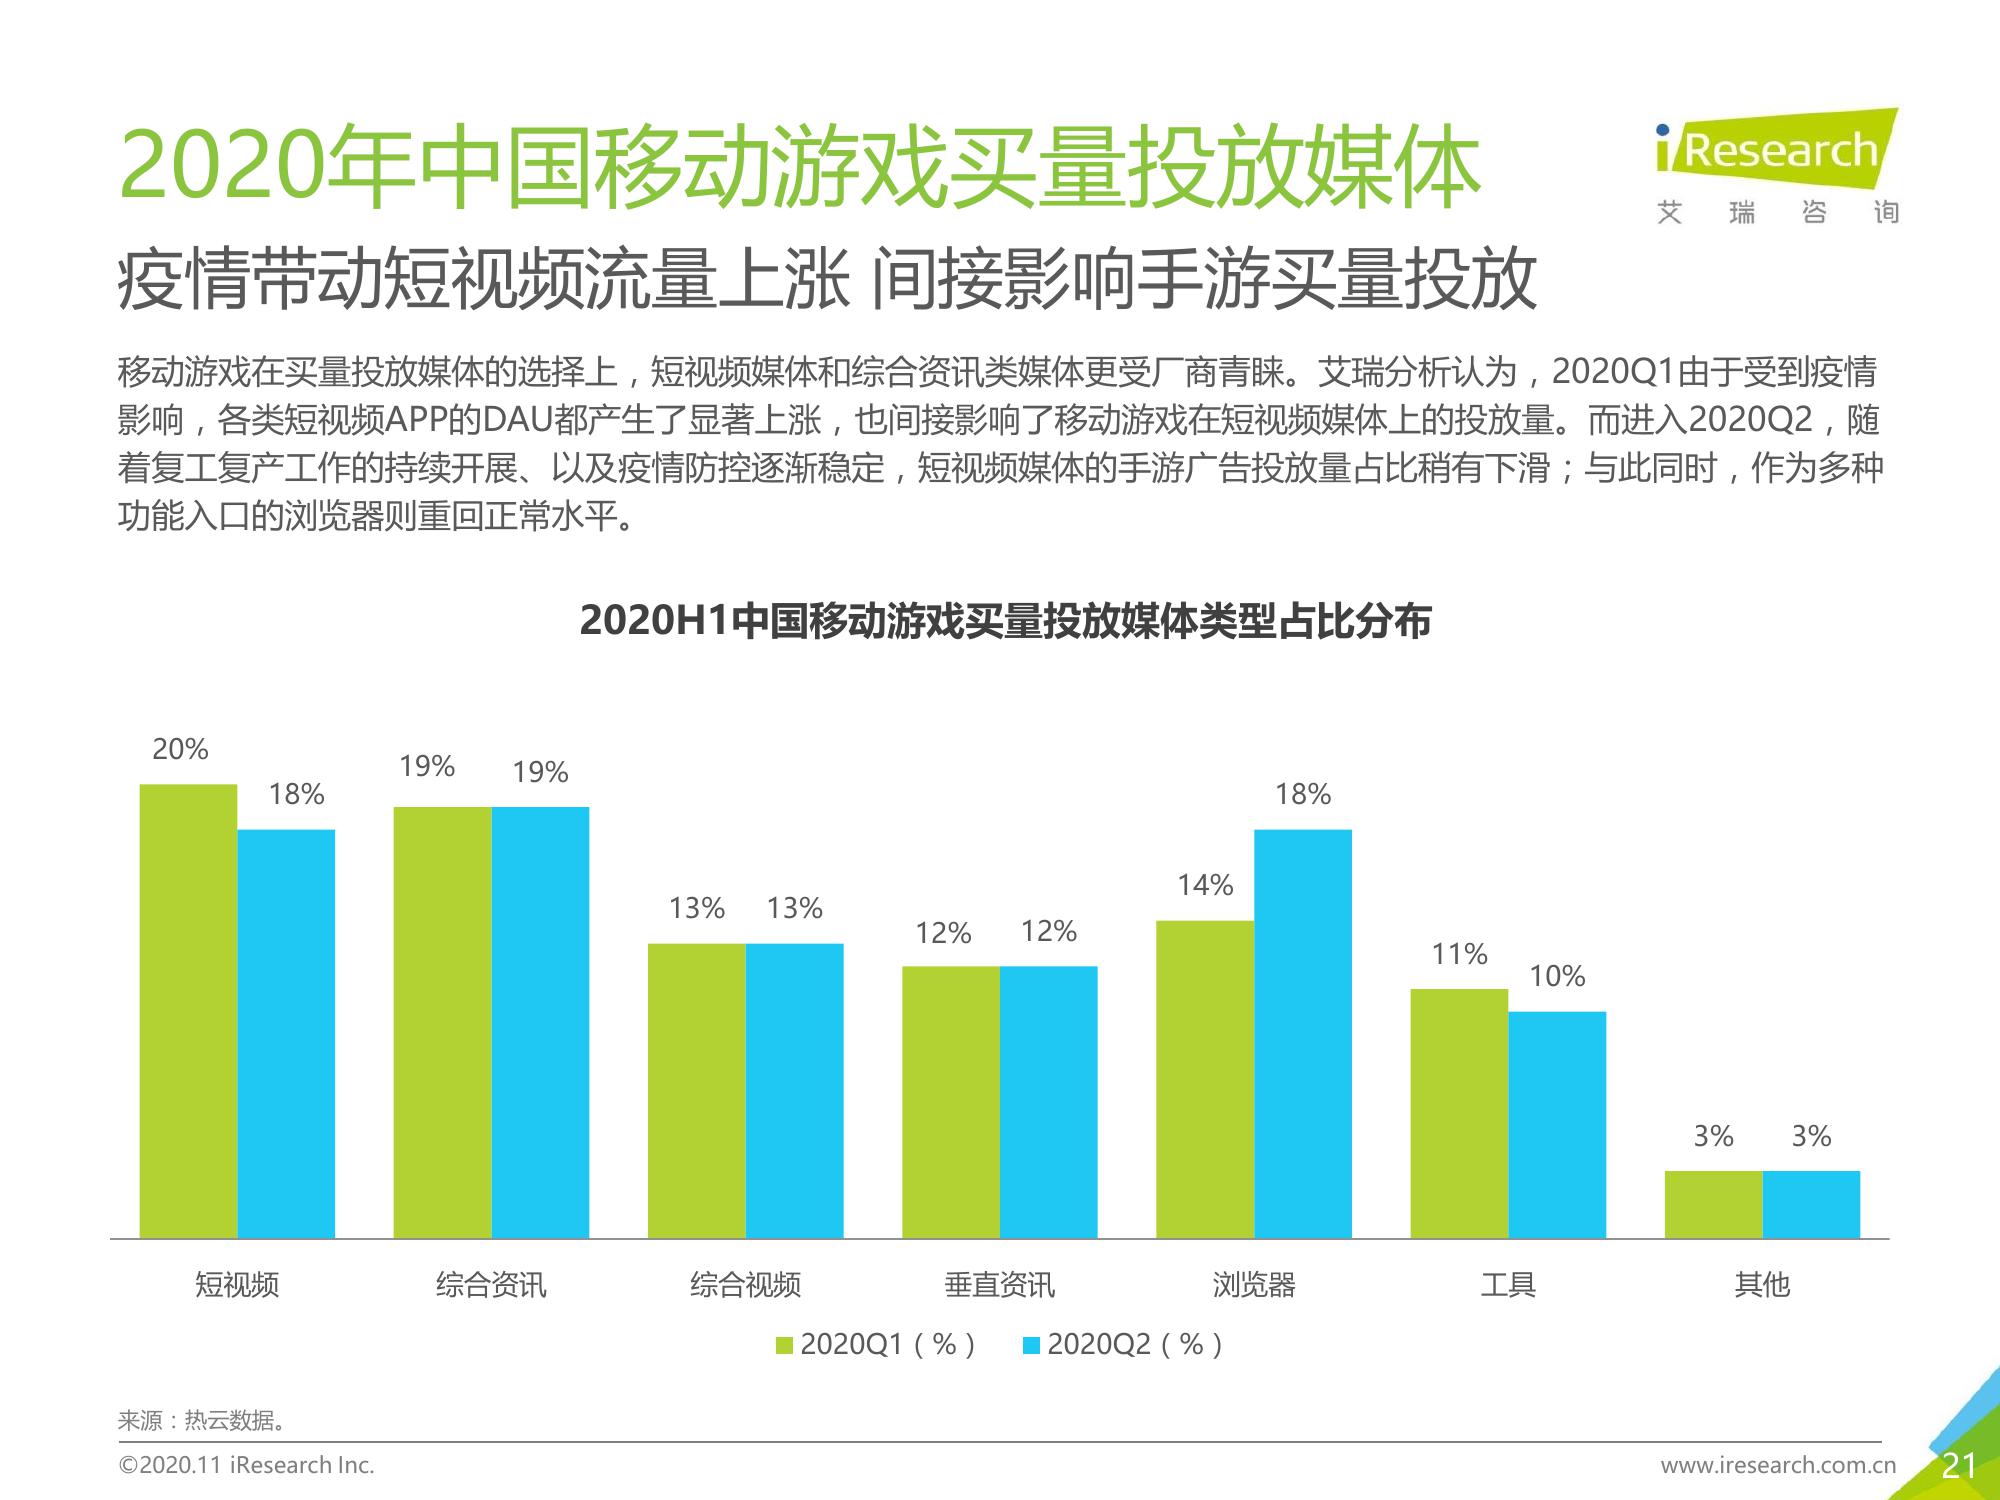 2020年中国移动游戏买量投放媒体
iResearch
艾瑞咨询
疫情带动短视频流量上涨 间接影响手游买量投放
移动游戏在买量投放媒体的选择上，短视频媒体和综合资讯类媒体更受厂商青睐。艾瑞分析认为，2020Q1由于受到疫情
影响，各类短视频APP的DAU都产生了显著上涨，也间接影响了移动游戏在短视频媒体上的投放量。而进入2020Q2，随
着复工复产工作的持续开展、以及疫情防控逐渐稳定，短视频媒体的手游广告投放量占比稍有下滑；与此同时，作为多种
功能入口的浏览器则重回正常水平。
2020H1中国移动游戏买量投放媒体类型占比分布
20% 18% 19% 19% 13% 13% 12% 12% 14% 18% 11% 10% 3% 3%
短视频 综合资讯 综合视频 垂直资讯 浏览器 工具 其他
2020Q1（%） 2020Q2（%）
来源：热云数据。
©2020.11 iResearch Inc. www.iresearch.com.cn 21